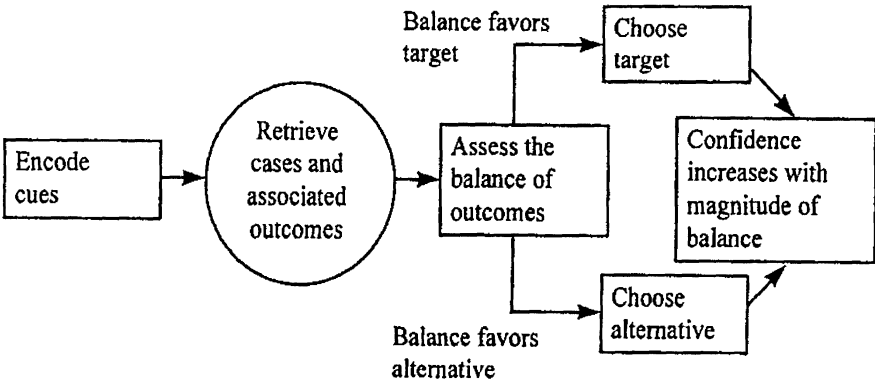 Encode
cues
Retrieve
cases and
associated
outcomes
Assess the
balance of
outcomes
Balance favors
target
Choose
target
Balance favors
alternative
Choose
alternative
Confidence
increases with
magnitude of
balance